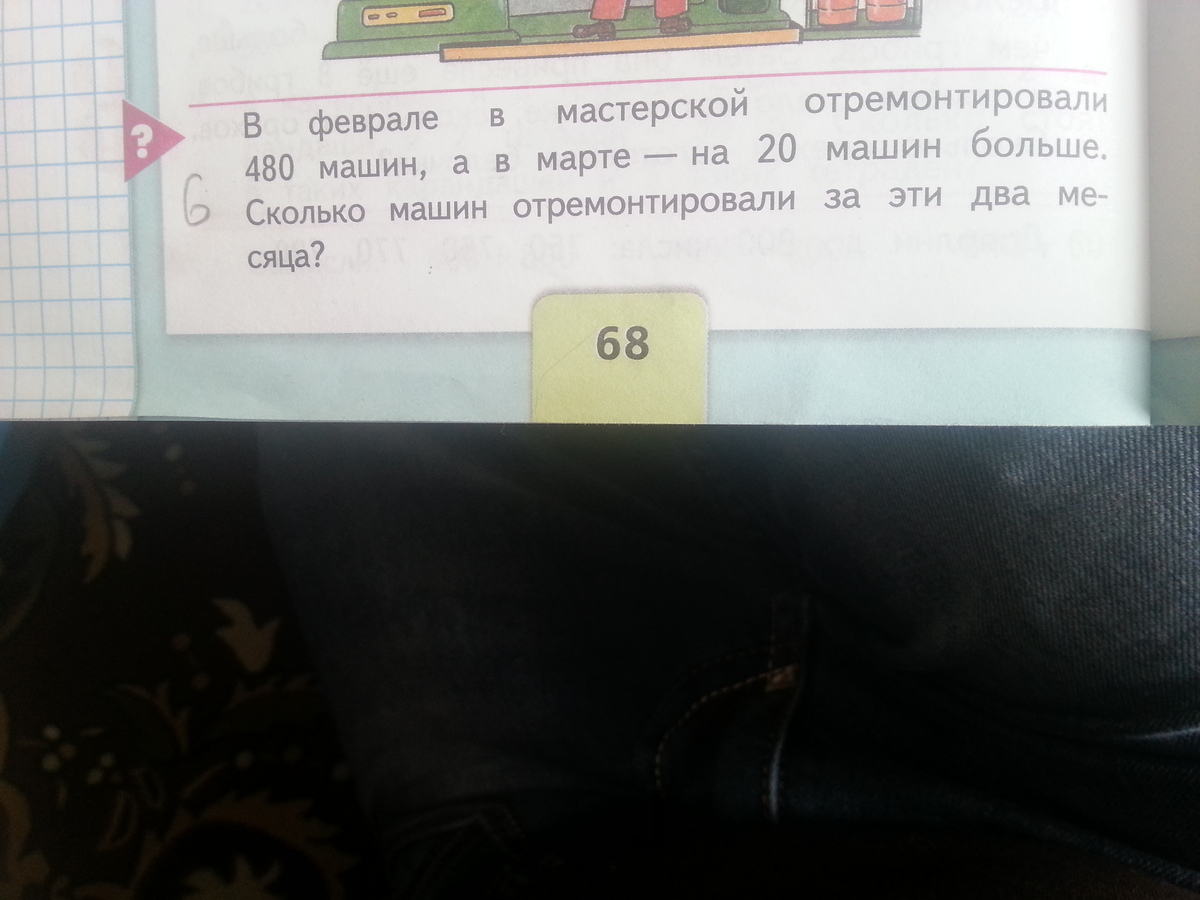 ?
В феврале в мастерской отремонтировали
480 машин, а в марте — на 20 машин больше.
6
Сколько машин отремонтировали за эти два ме-
сяца?
68